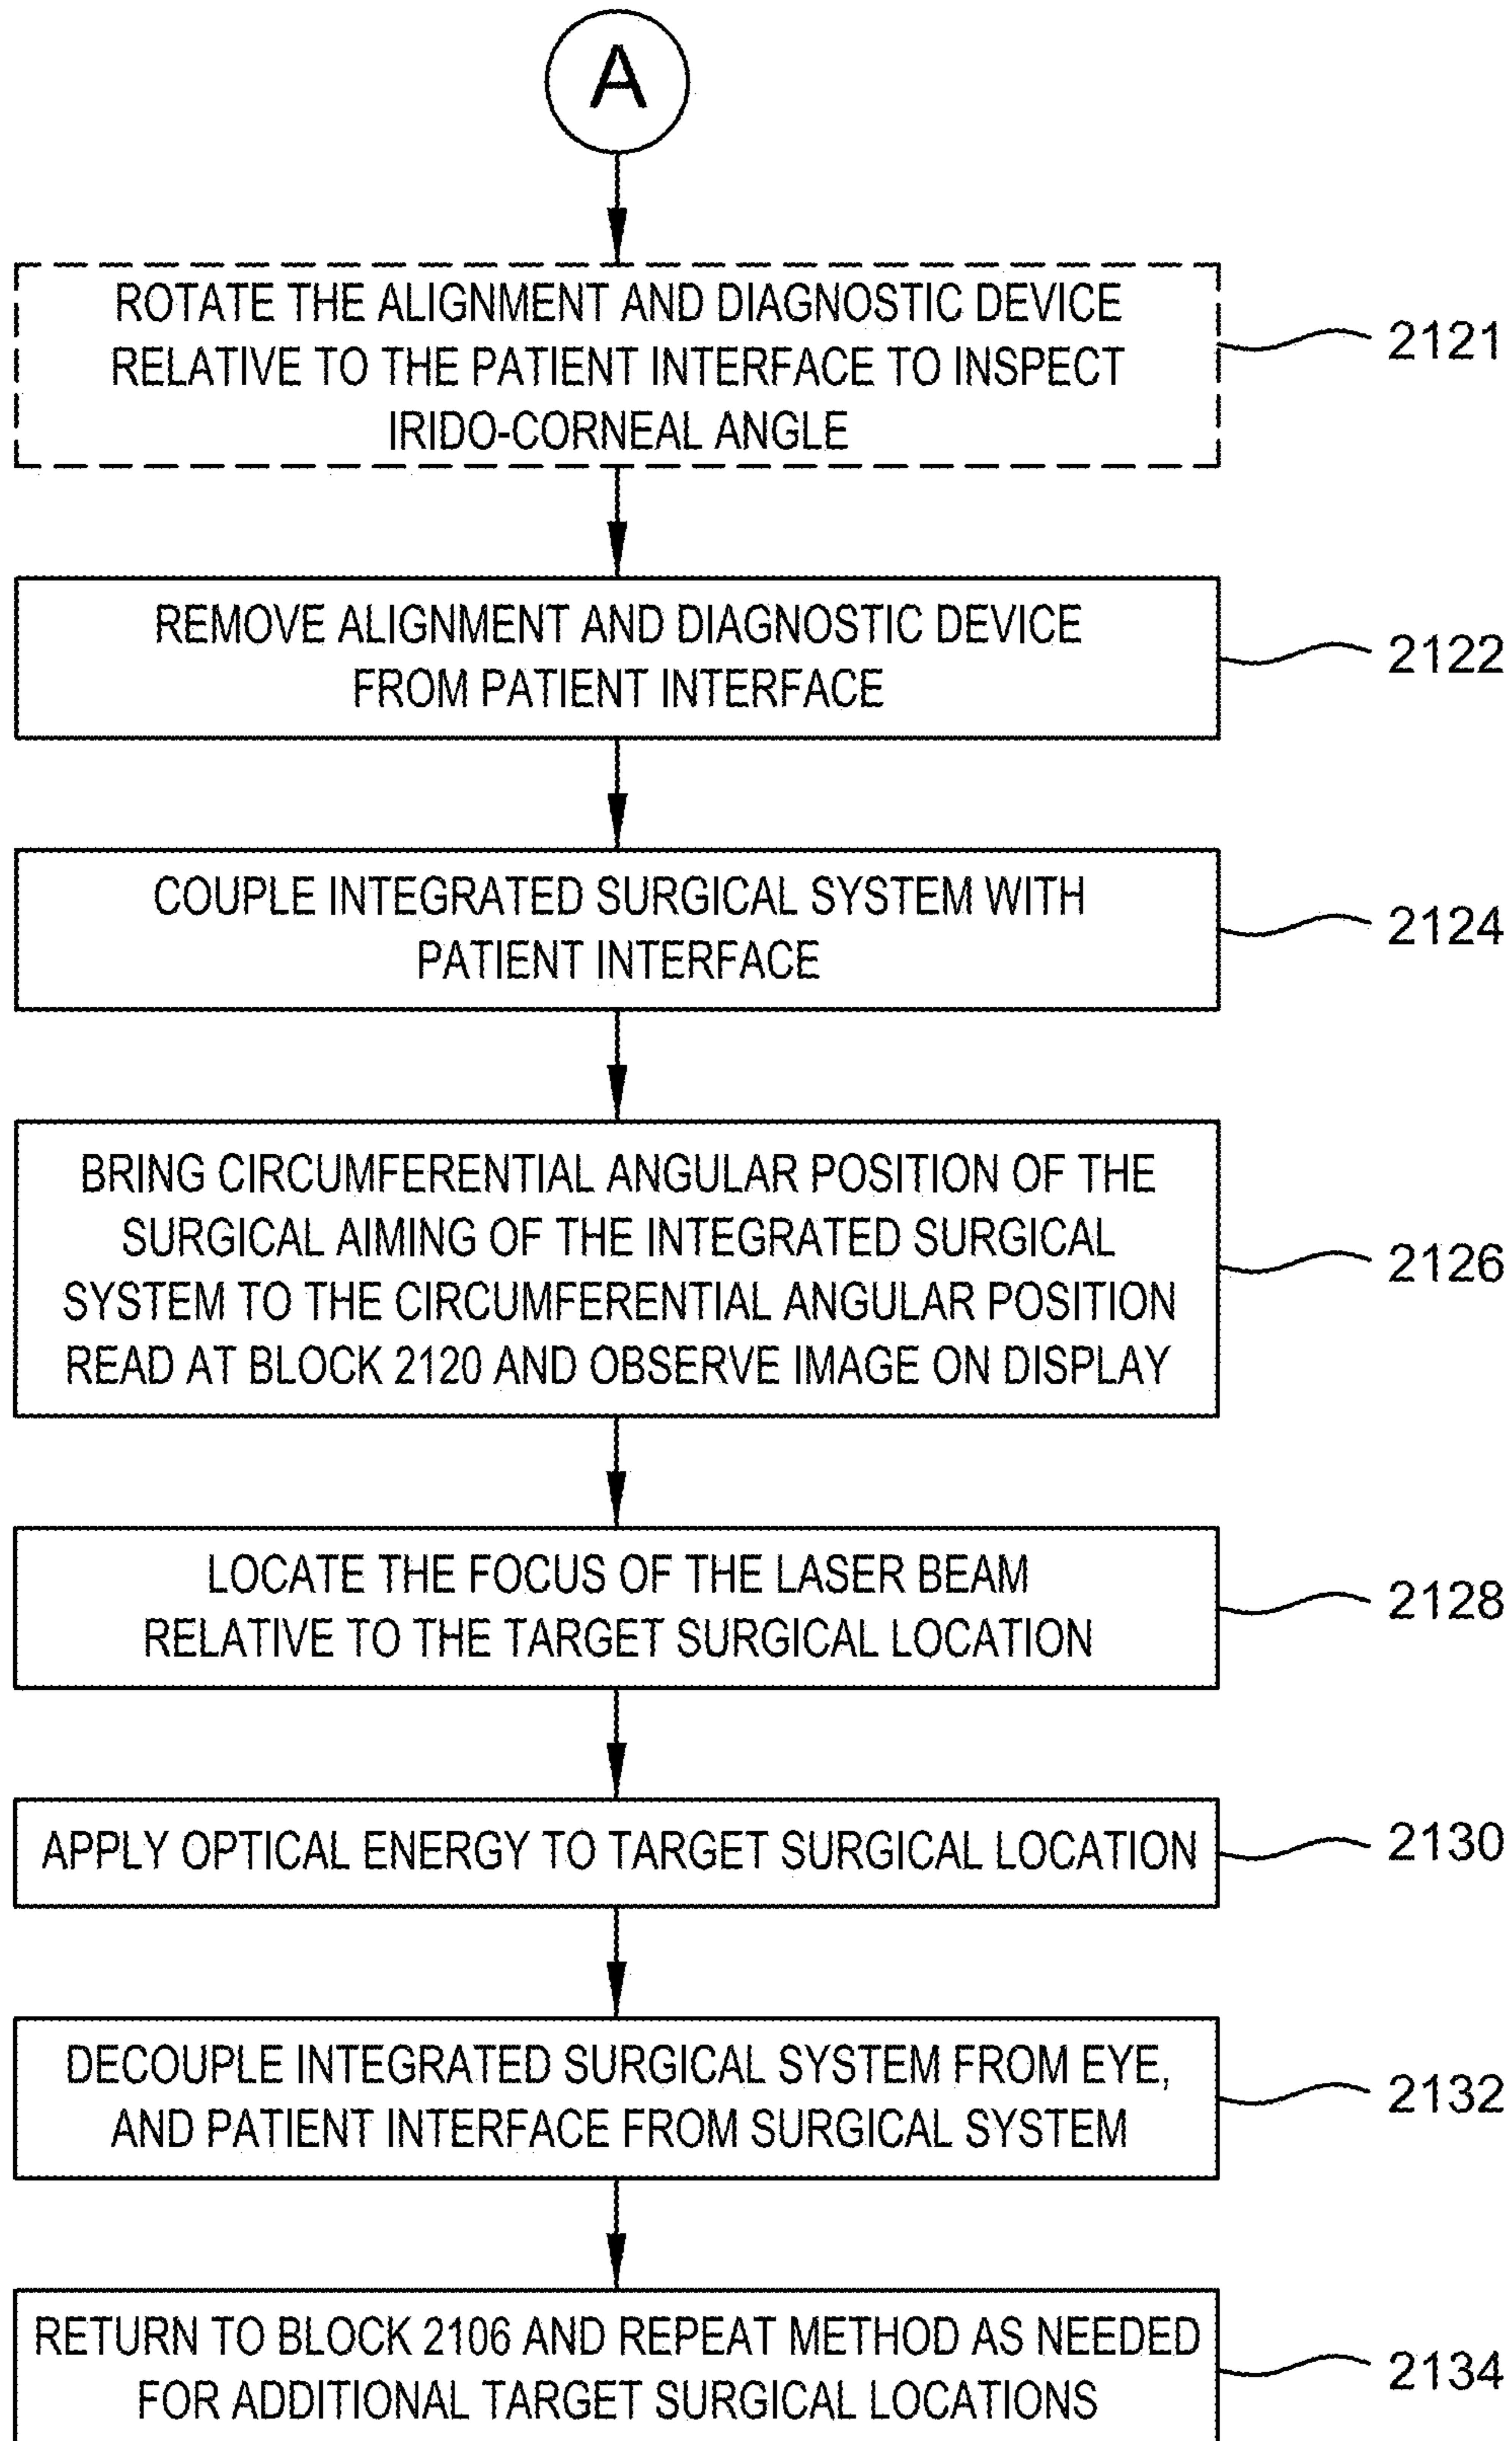 A
ROTATE THE ALIGNMENT AND DIAGNOSTIC DEVICE
RELATIVE TO THE PATIENT INTERFACE TO INSPECT
IRIDO-CORNEAL ANGLE
2121
REMOVE ALIGNMENT AND DIAGNOSTIC DEVICE
FROM PATIENT INTERFACE
2122
COUPLE INTEGRATED SURGICAL SYSTEM WITH
PATIENT INTERFACE
2124
BRING CIRCUMFERENTIAL ANGULAR POSITION OF THE
SURGICAL AIMING OF THE INTEGRATED SURGICAL
SYSTEM TO THE CIRCUMFERENTIAL ANGULAR POSITION
READ AT BLOCK 2120 AND OBSERVE IMAGE ON DISPLAY
2126
LOCATE THE FOCUS OF THE LASER BEAM
RELATIVE TO THE TARGET SURGICAL LOCATION
2128
APPLY OPTICAL ENERGY TO TARGET SURGICAL LOCATION
2130
DECOUPLE INTEGRATED SURGICAL SYSTEM FROM EYE,
AND PATIENT INTERFACE FROM SURGICAL SYSTEM
2132
RETURN TO BLOCK 2106 AND REPEAT METHOD AS NEEDED
FOR ADDITIONAL TARGET SURGICAL LOCATIONS
2134